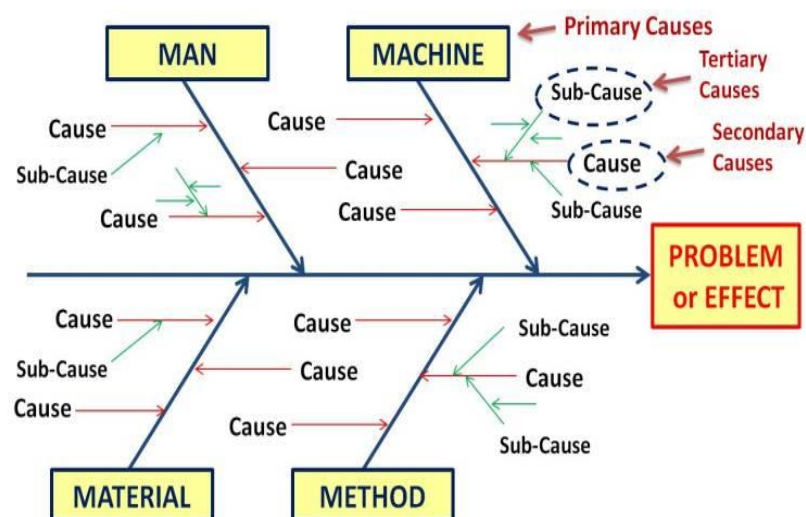 MAN
MACHINE
Primary Causes
Tertiary
Causes
Sub-Cause
Cause
Cause
Secondary
Causes
Cause
Cause
Sub-Cause
Cause
Cause
Sub-Cause
PROBLEM
or EFFECT
Cause
Cause
Sub-Cause
Sub-Cause
Cause
Cause
Cause
Cause
Sub-Cause
MATERIAL
METHOD